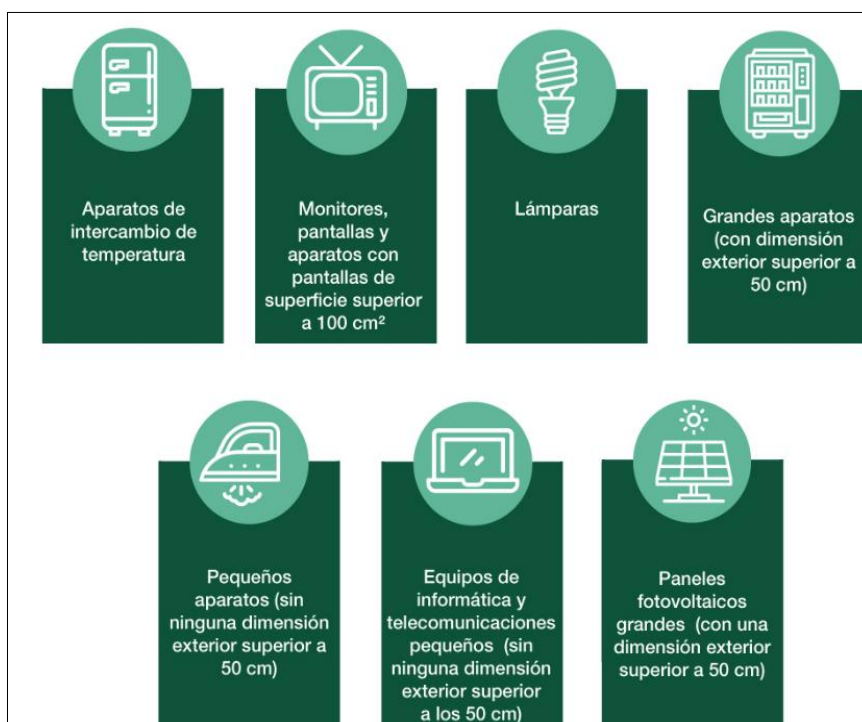 Aparatos de
intercambio de
temperatura
Monitores,
pantallas y
aparatos con
pantallas de
superficie superior
a 100 cm²
Lámparas
Grandes aparatos
(con dimensión
exterior superior a
50 cm)
Pequeños
aparatos (sin
ninguna dimensión
exterior superior a
50 cm)
Equipos de
informática y
telecomunicaciones
pequeños (sin
ninguna dimensión
exterior superior
a los 50 cm)
Paneles
fotovoltaicos
grandes (con una
dimensión exterior
superior a 50 cm)